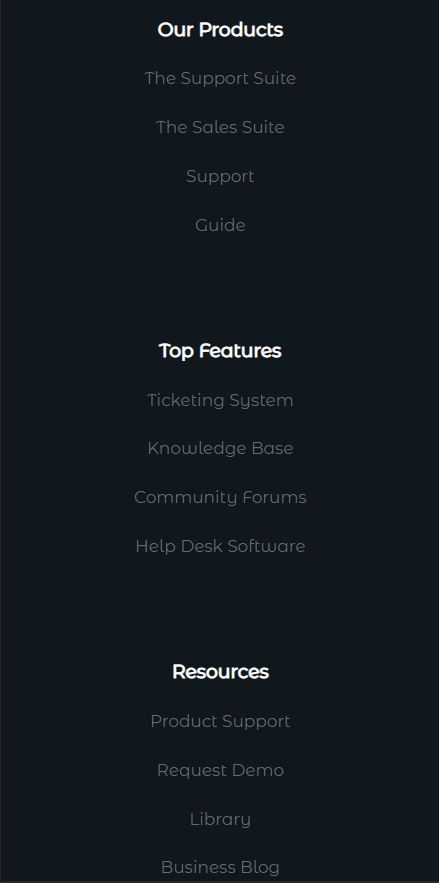 Our Products
The Support Suite
The Sales Suite
Support
Guide
Top Features
Ticketing System
Knowledge Base
Community Forums
Help Desk Software
Resources
Product Support
Request Demo
Library
Business Blog